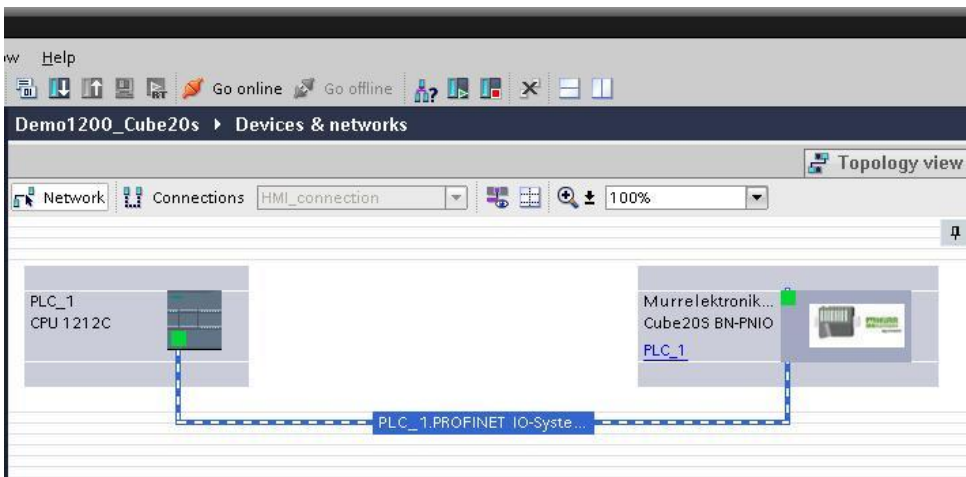 ow Help
Go online Go offline
Demo1200_Cube20s Devices & networks
Topology view
Network Connections HMI_connection 100%
PLC_1
CPU 1212C
Murrelektronik...
Cube20S BN-PNIO
PLC_1
PLC_1.PROFINET IO-Syste...